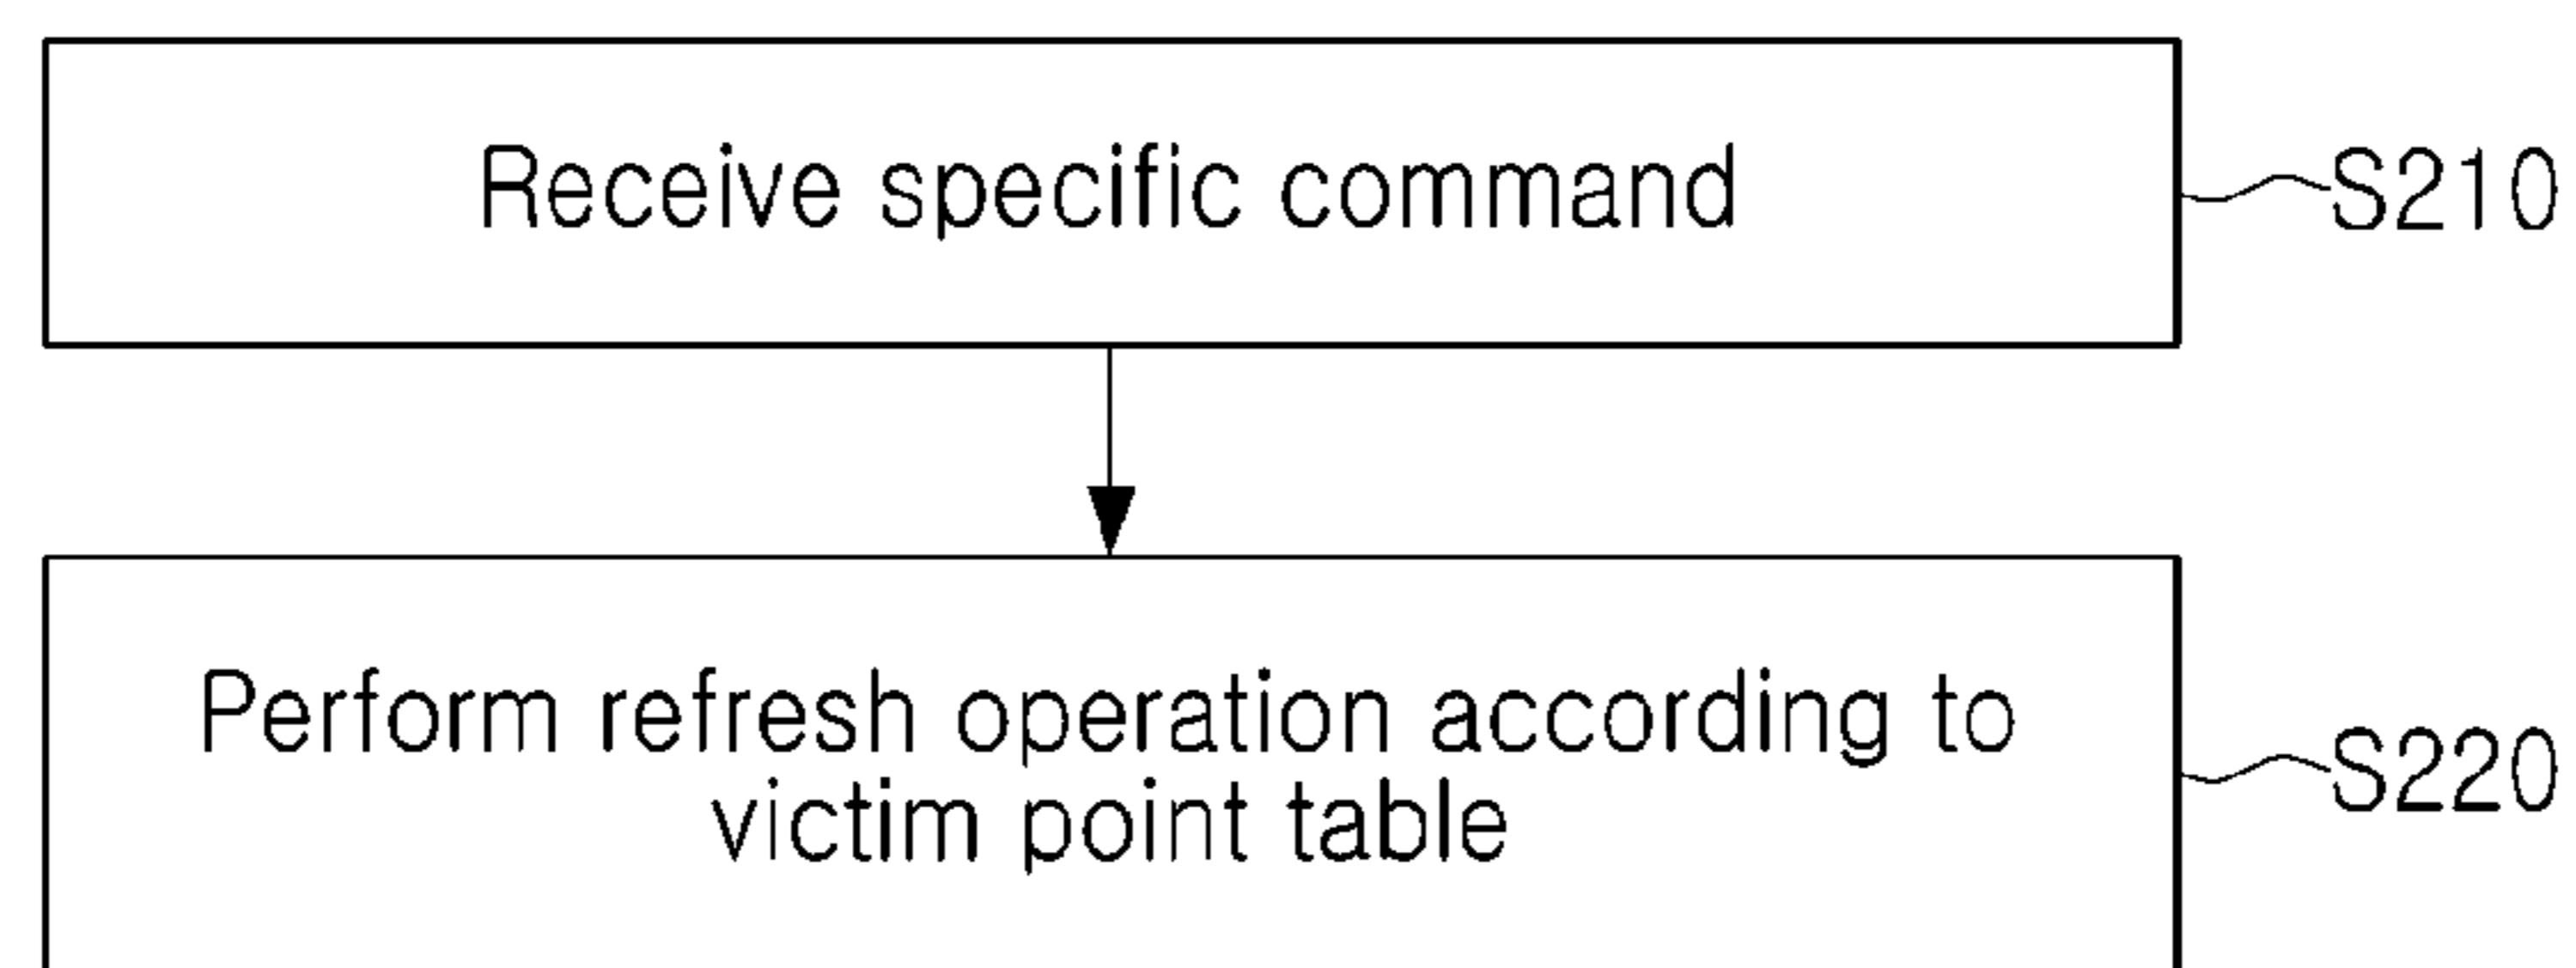 Receive specific command
S210
Perform refresh operation according to
victim point table
S220